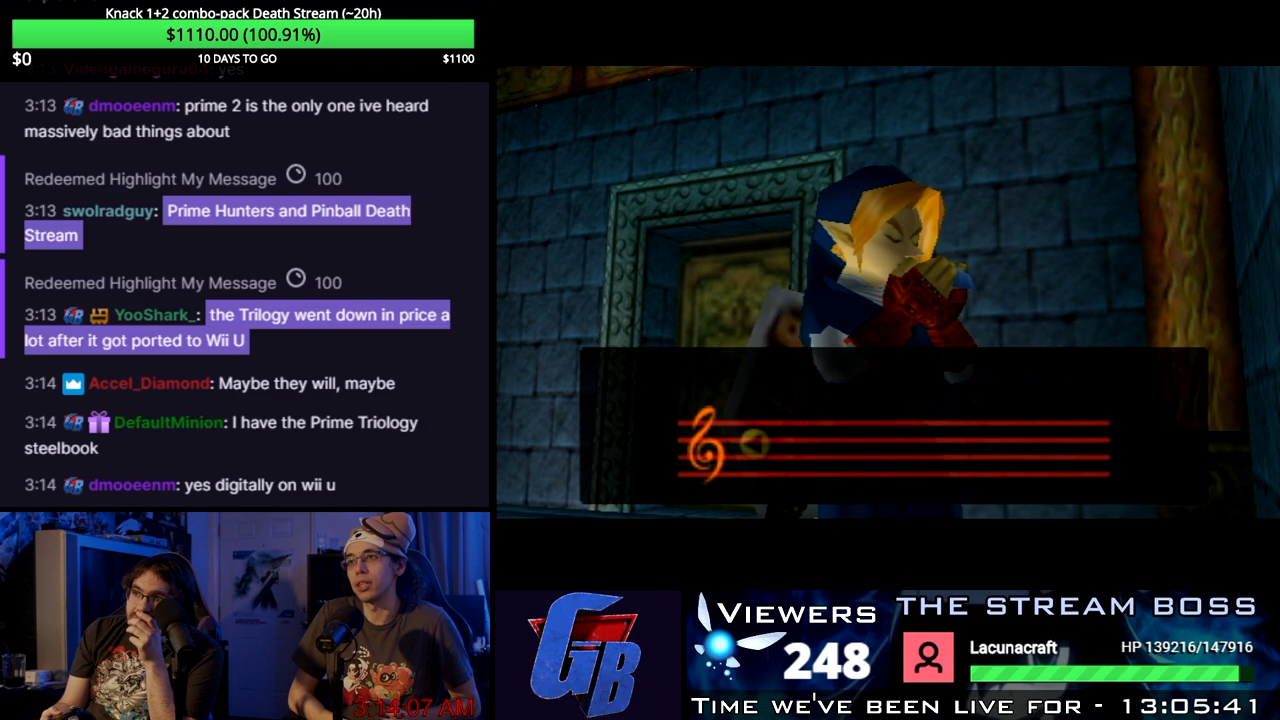 Knack 1+2 combo-pack Death Stream (~20h)
$1110.00 (100.91%)
$0 10 DAYS TO GO $1100
3:13 Videogameguru64: yes
3:13 dmooeenm: prime 2 is the only one ive heard
massively bad things about
Redeemed Highlight My Message 100
3:13 swolradguy: Prime Hunters and Pinball Death
Stream
Redeemed Highlight My Message 100
3:13 YooShark_: the Trilogy went down in price a
lot after it got ported to Wii U
3:14 Accel_Diamond: Maybe they will, maybe
3:14 DefaultMinion: I have the Prime Triology
steelbook
3:14 dmooeenm: yes digitally on wii u
3:14:07 AM
GB
VIEWERS
248
THE STREAM BOSS
Lacunacraft HP 139216/147916
TIME WE'VE BEEN LIVE FOR - 13:05:41